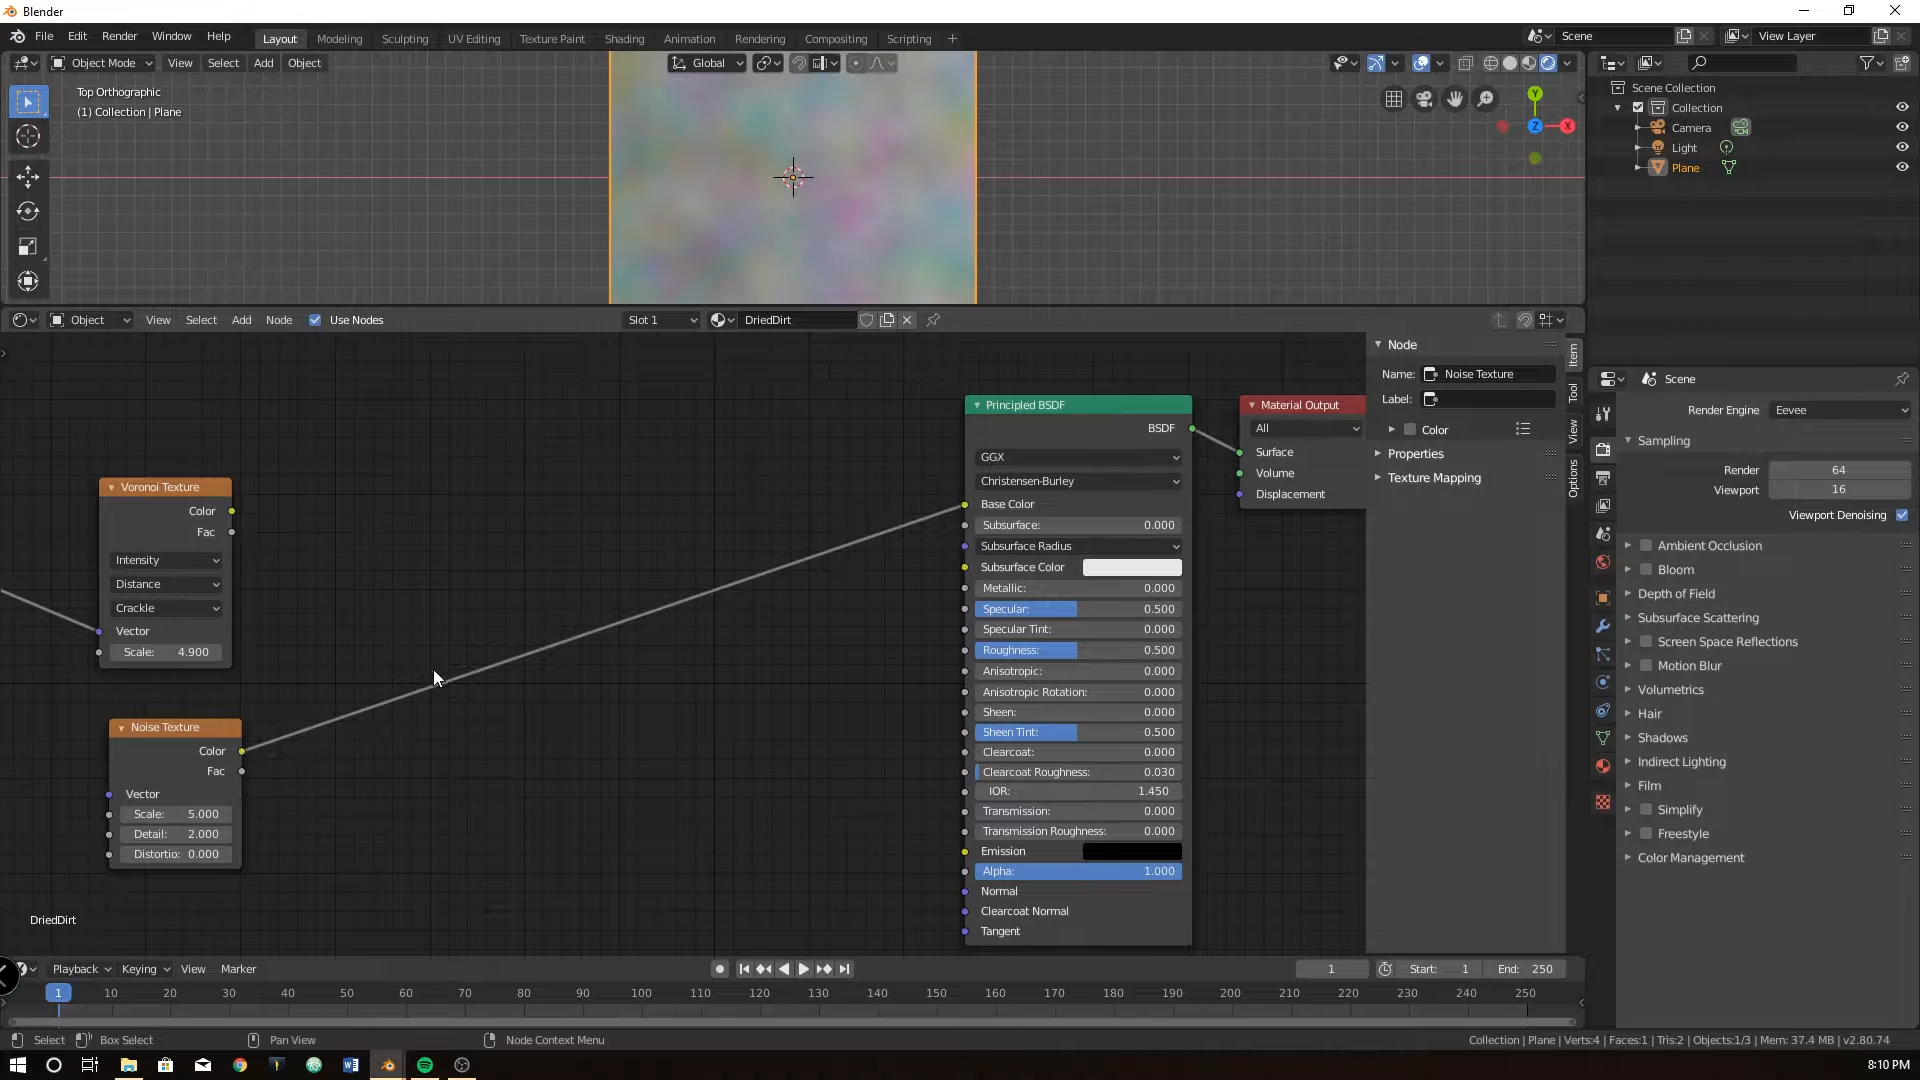 Blender
File Edit Render Window Help
Layout Modeling Sculpting UV Editing Texture Paint Shading Animation Rendering Compositing Scripting +
Scene
View Layer
Object Mode View Select Add Object
Global
Top Orthographic
(1) Collection | Plane
Y
Z
X
Scene Collection
Collection
Camera
Light
Plane
Object View Select Add Node Use Nodes
Slot 1
DriedDirt
Voronoi Texture
Color
Fac
Intensity
Distance
Crackle
Vector
Scale: 4.900
Noise Texture
Color
Fac
Vector
Scale: 5.000
Detail: 2.000
Distortio: 0.000
DriedDirt
Principled BSDF
BSDF
GGX
Christensen-Burley
Base Color
Subsurface: 0.000
Subsurface Radius
Subsurface Color
Metallic: 0.000
Specular: 0.500
Specular Tint: 0.000
Roughness: 0.500
Anisotropic: 0.000
Anisotropic Rotation: 0.000
Sheen: 0.000
Sheen Tint: 0.500
Clearcoat: 0.000
Clearcoat Roughness: 0.030
IOR: 1.450
Transmission: 0.000
Transmission Roughness: 0.000
Emission
Alpha: 1.000
Normal
Clearcoat Normal
Tangent
Material Output
All
Surface
Volume
Displacement
Node
Name: Noise Texture
Label:
Color
Properties
Texture Mapping
Item
Tool
View
Options
Scene
Render Engine Eevee
Sampling
Render 64
Viewport 16
Viewport Denoising
Ambient Occlusion
Bloom
Depth of Field
Subsurface Scattering
Screen Space Reflections
Motion Blur
Volumetrics
Hair
Shadows
Indirect Lighting
Film
Simplify
Freestyle
Color Management
Playback Keying View Marker
1
Start: 1
End: 250
1 10 20 30 40 50 60 70 80 90 100 110 120 130 140 150 160 170 180 190 200 210 220 230 240 250
Select Box Select Pan View Node Context Menu
Collection | Plane | Verts:4 | Faces:1 | Tris:2 | Objects:1/3 | Mem: 37.4 MB | v2.80.74
8:10 PM